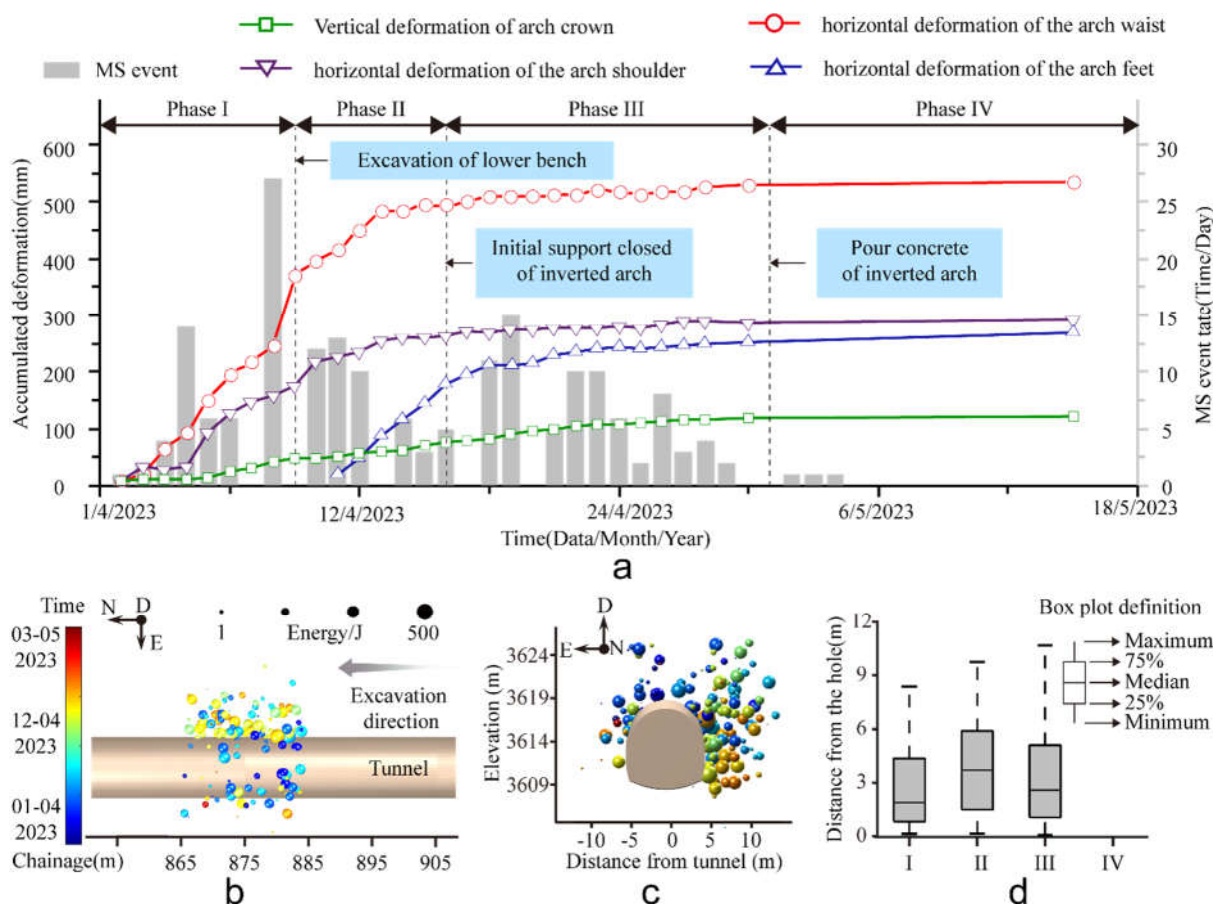 Vertical deformation of arch crown
horizontal deformation of the arch waist
MS event
horizontal deformation of the arch shoulder
horizontal deformation of the arch feet
Phase I
Phase II
Phase III
Phase IV
600
500
400
300
200
100
0
Accumulated deformation(mm)
Excavation of lower bench
Initial support closed
of inverted arch
Pour concrete
of inverted arch
30
25
20
15
10
5
0
MS event tate(Time/Day)
1/4/2023
12/4/2023
24/4/2023
6/5/2023
18/5/2023
Time(Data/Month/Year)
a
Time
03-05
2023
12-04
2023
01-04
2023
N
D
E
1
Energy/J
500
Excavation
direction
Tunnel
Chainage(m)
865
875
885
895
905
b
D
E
N
Elevation (m)
3624
3619
3614
3609
-10
-5
0
5
10
Distance from tunnel (m)
c
Distance from the hole(m)
12
9
6
3
0
I
II
III
IV
Box plot definition
Maximum
75%
Median
25%
Minimum
d